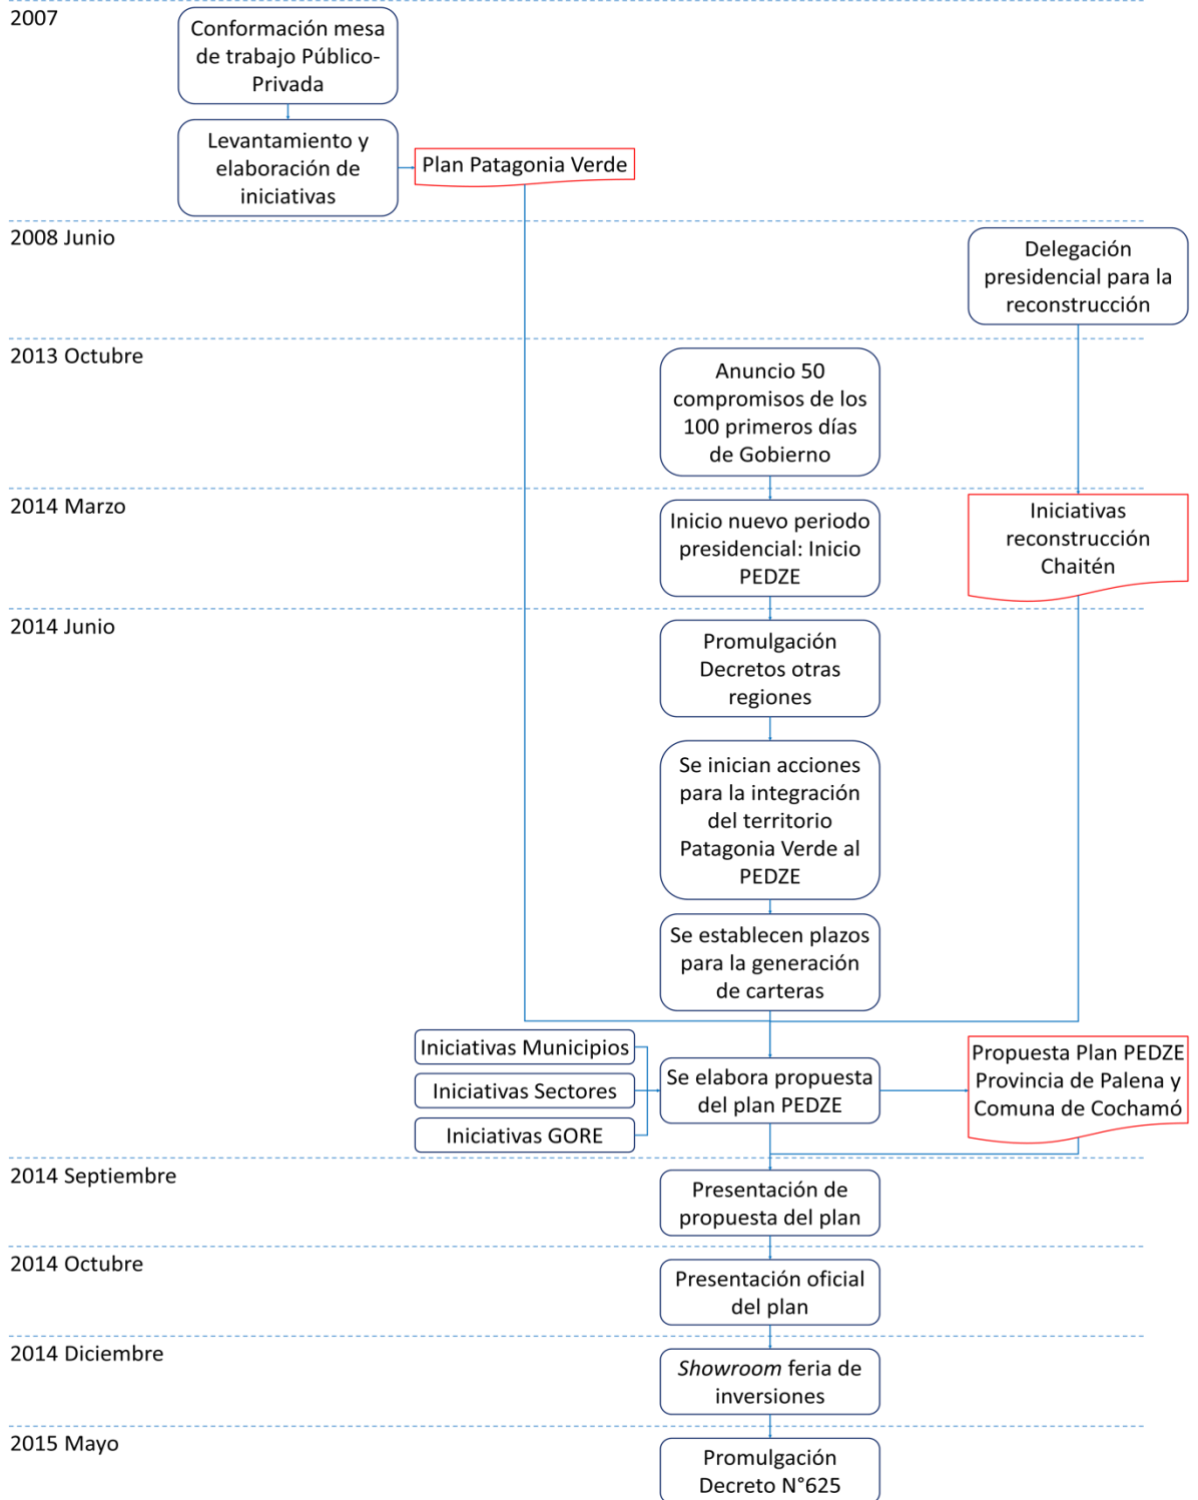 2007
Conformación mesa
de trabajo Público-
Privada
Levantamiento y
elaboración de
iniciativas
Plan Patagonia Verde
2008 Junio
Delegación
presidencial para la
reconstrucción
2013 Octubre
Anuncio 50
compromisos de los
100 primeros días
de Gobierno
2014 Marzo
Inicio nuevo periodo
presidencial: Inicio
PEDZE
Iniciativas
reconstrucción
Chaitén
2014 Junio
Promulgación
Decretos otras
regiones
Se inician acciones
para la integración
del territorio
Patagonia Verde al
PEDZE
Se establecen plazos
para la generación
de carteras
Iniciativas Municipios
Iniciativas Sectores
Iniciativas GORE
Se elabora propuesta
del plan PEDZE
Propuesta Plan PEDZE
Provincia de Palena y
Comuna de Cochamó
2014 Septiembre
Presentación de
propuesta del plan
2014 Octubre
Presentación oficial
del plan
2014 Diciembre
Showroom feria de
inversiones
2015 Mayo
Promulgación
Decreto N°625